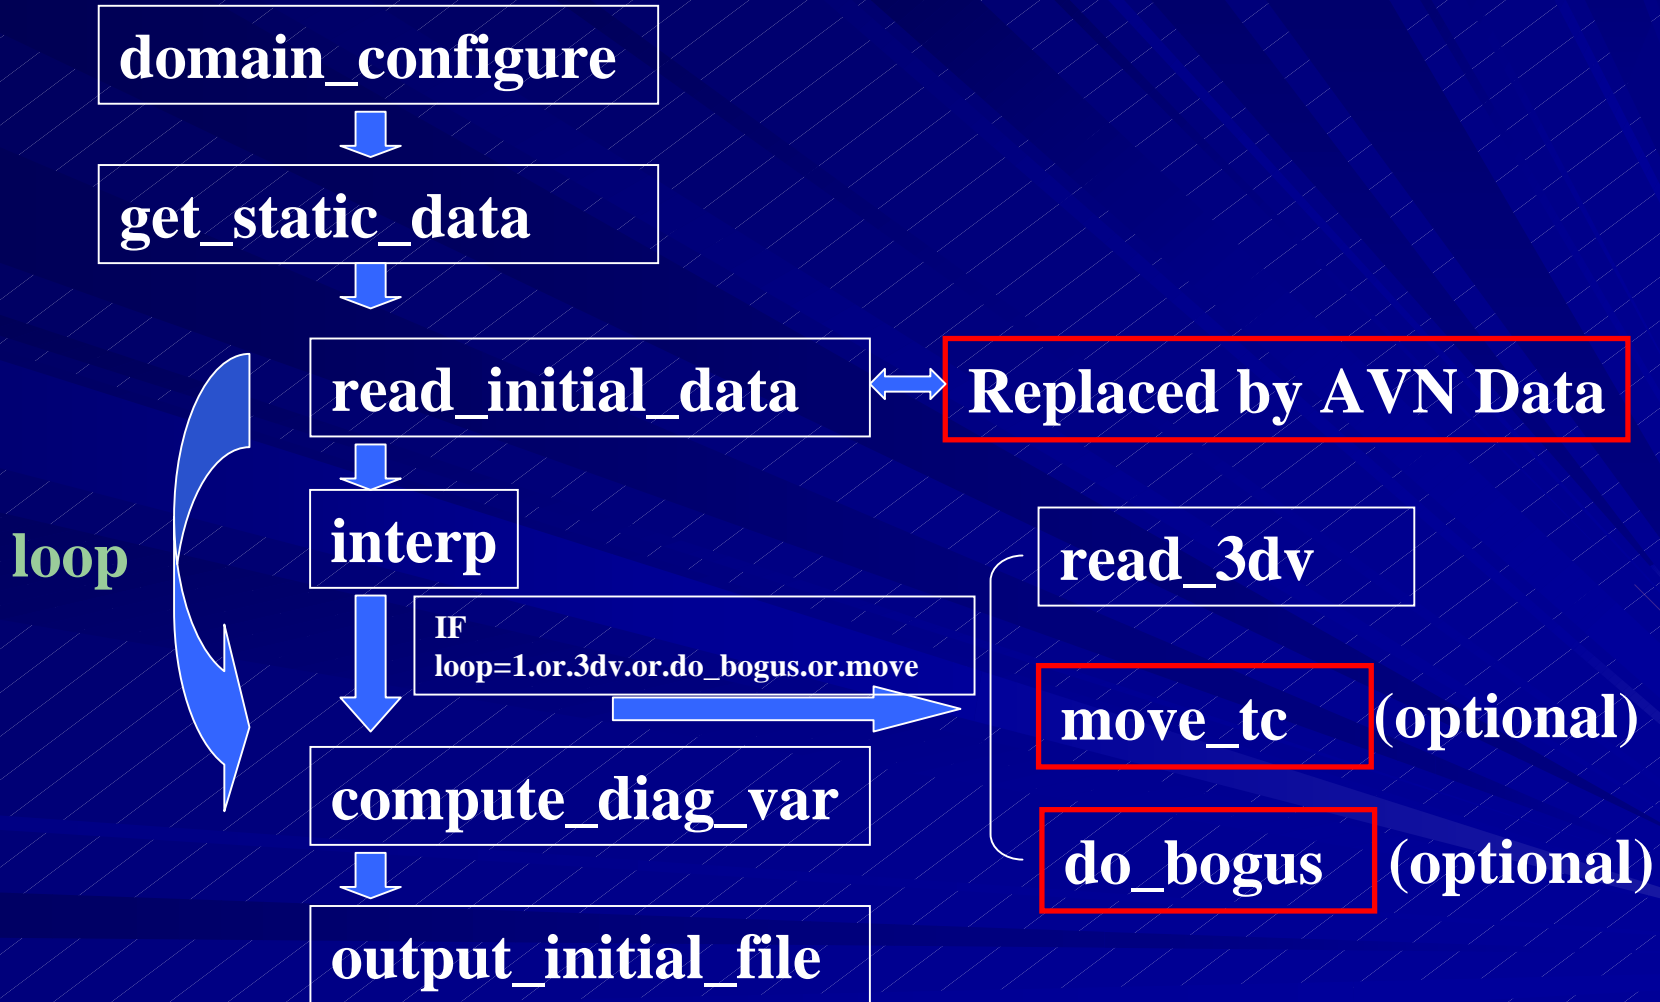 domain_configure
get_static_data
read_initial_data
Replaced by AVN Data
loop
interp
IF
loop=1.or.3dv.or.do_bogus.or.move
read_3dv
move_tc
(optional)
compute_diag_var
do_bogus
(optional)
output_initial_file